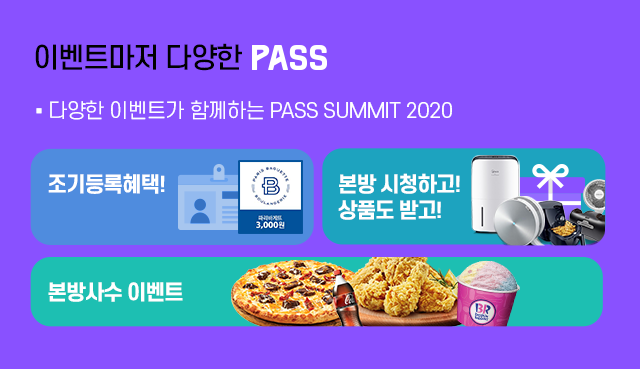 이벤트마저 다양한 PASS
▪ 다양한 이벤트가 함께하는 PASS SUMMIT 2020
조기등록혜택!
PARIS BAGUETTE
B
BOULANGERIE
파리바게뜨
3,000원
본방 시청하고!
상품도 받고!
본방사수 이벤트
BR